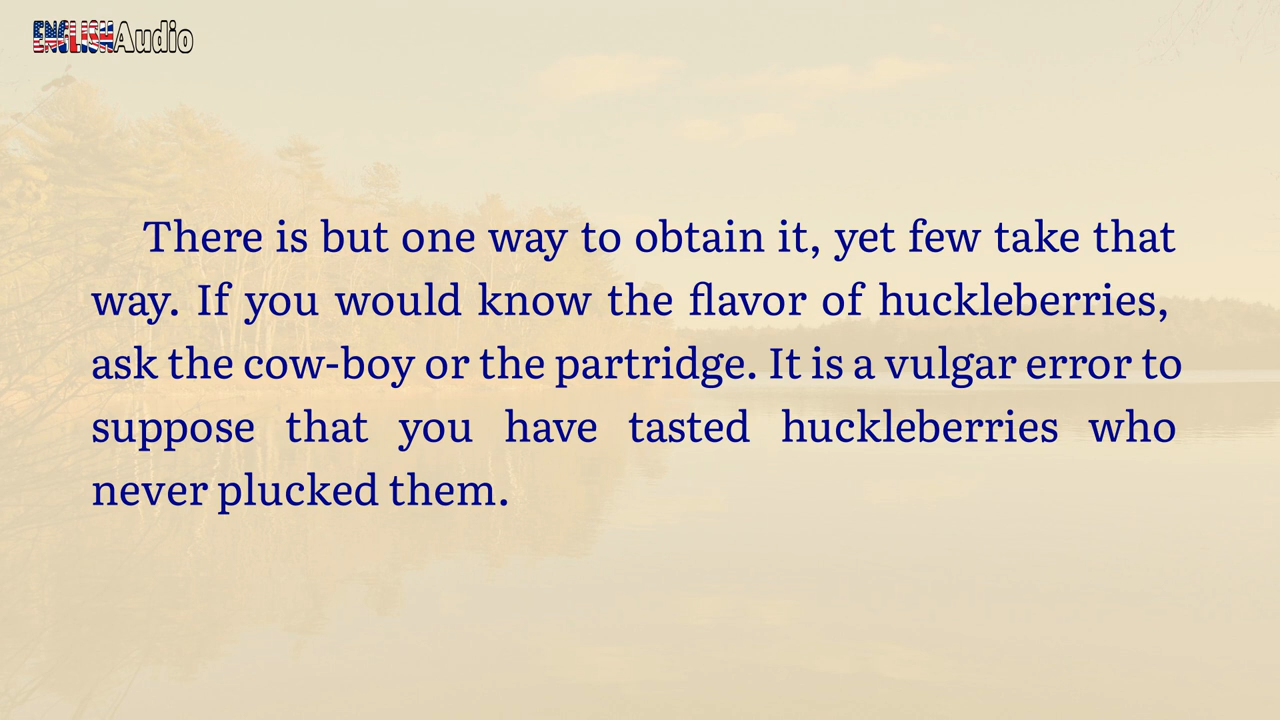 ENGLISHAudio
There is but one way to obtain it, yet few take that
way. If you would know the flavor of huckleberries,
ask the cow-boy or the partridge. It is a vulgar error to
suppose that you have tasted huckleberries who
never plucked them.